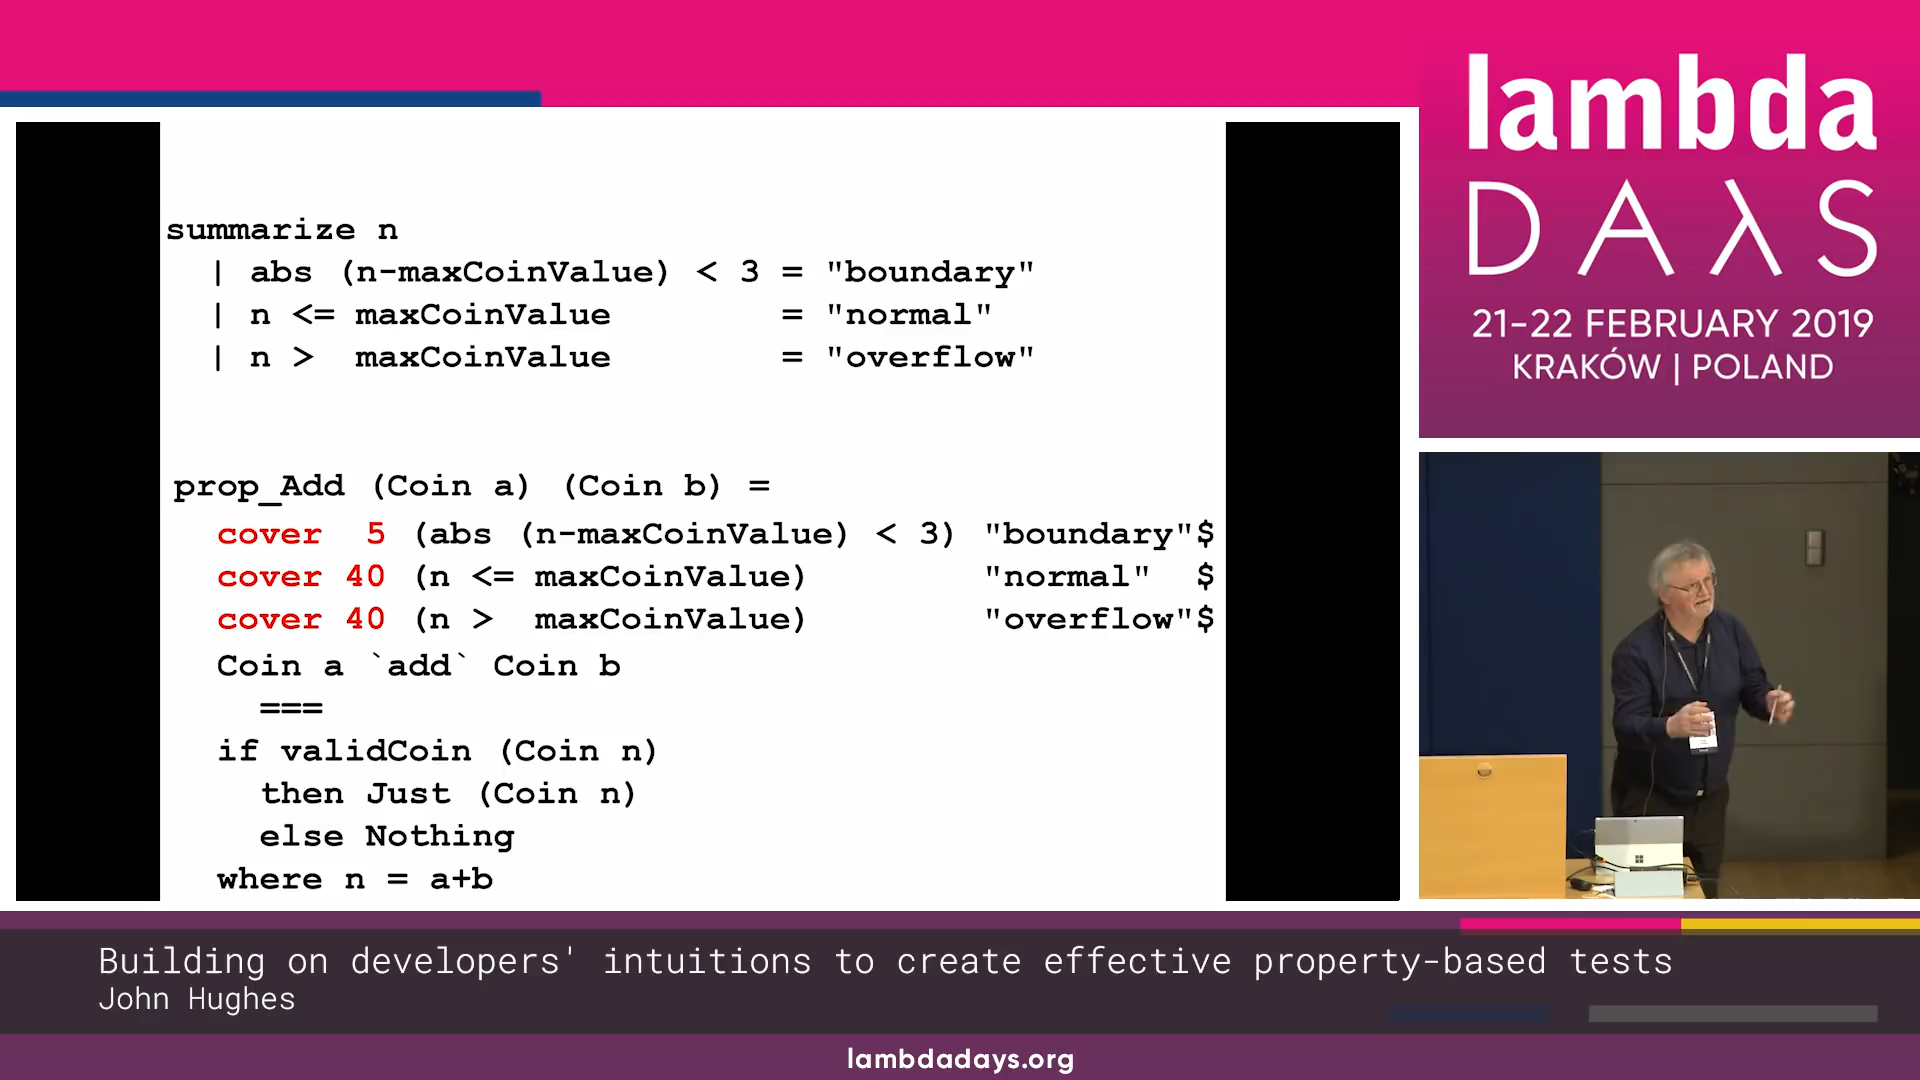 summarize n
| abs (n-maxCoinValue) < 3 = "boundary"
| n <= maxCoinValue = "normal"
| n > maxCoinValue = "overflow"
prop_Add (Coin a) (Coin b) =
cover 5 (abs (n-maxCoinValue) < 3) "boundary"$
cover 40 (n <= maxCoinValue) "normal" $
cover 40 (n > maxCoinValue) "overflow"$
Coin a `add` Coin b
===
if validCoin (Coin n)
then Just (Coin n)
else Nothing
where n = a+b
lambda
DAλS
21-22 FEBRUARY 2019
KRAKÓW | POLAND
Building on developers' intuitions to create effective property-based tests
John Hughes
lambdadays.org